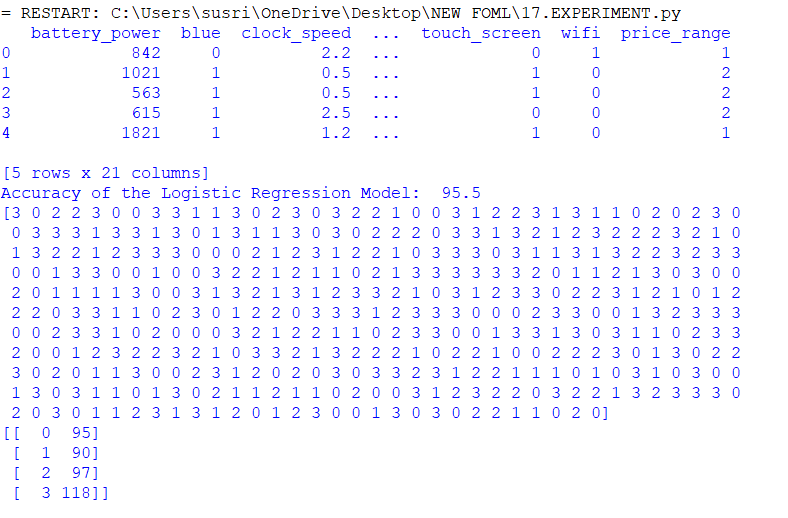 = RESTART: C:\Users\susri\OneDrive\Desktop\NEW FOML\17.EXPERIMENT.py
   battery_power  blue  clock_speed  ...  touch_screen  wifi  price_range
0            842     0          2.2  ...             0     1            1
1           1021     1          0.5  ...             1     0            2
2            563     1          0.5  ...             1     0            2
3            615     1          2.5  ...             0     0            2
4           1821     1          1.2  ...             1     0            1

[5 rows x 21 columns]
Accuracy of the Logistic Regression Model:  95.5
[3 0 2 2 3 0 0 3 3 1 1 3 0 2 3 0 3 2 2 1 0 0 3 1 2 2 3 1 3 1 1 0 2 0 2 3 0
 0 3 3 3 1 3 3 1 3 0 1 3 1 1 3 0 3 0 2 2 2 0 3 3 1 3 2 1 2 3 2 2 2 3 2 1 0
 1 3 2 2 1 2 3 3 3 0 0 0 2 1 2 3 1 2 2 1 0 3 3 3 0 3 1 1 3 1 3 2 2 3 2 3 3
 0 0 1 3 3 0 0 1 0 0 3 2 2 1 2 1 1 0 2 1 3 3 3 3 3 3 2 0 1 1 2 1 3 0 3 0 0
 2 0 1 1 1 1 3 0 0 3 1 3 2 1 3 1 2 3 3 2 1 0 3 1 2 3 3 0 2 2 3 1 2 1 0 1 2
 2 2 0 3 3 1 1 0 2 3 0 1 2 2 0 3 3 3 1 2 3 3 3 0 0 0 2 3 3 0 0 1 3 2 3 3 3
 0 0 2 3 3 1 0 2 0 0 0 3 2 1 2 2 1 1 0 2 3 3 0 0 1 3 3 1 3 0 3 1 1 0 2 3 3
 2 0 0 1 2 3 2 2 3 2 1 0 3 3 2 1 3 2 2 2 1 0 2 2 1 0 0 2 2 2 3 0 1 3 0 2 2
 3 0 2 0 1 1 3 0 0 2 3 1 2 0 2 0 3 0 3 3 2 3 1 2 2 1 1 1 0 1 0 3 1 0 3 0 0
 1 3 0 3 1 1 0 1 3 0 2 1 1 2 1 1 0 2 0 0 3 1 2 3 2 2 0 3 2 2 1 3 2 3 3 3 0
 2 0 3 0 1 1 2 3 1 3 1 2 0 1 2 3 0 0 1 3 0 3 0 2 2 1 1 0 2 0]
[[  0  95]
 [  1  90]
 [  2  97]
 [  3 118]]